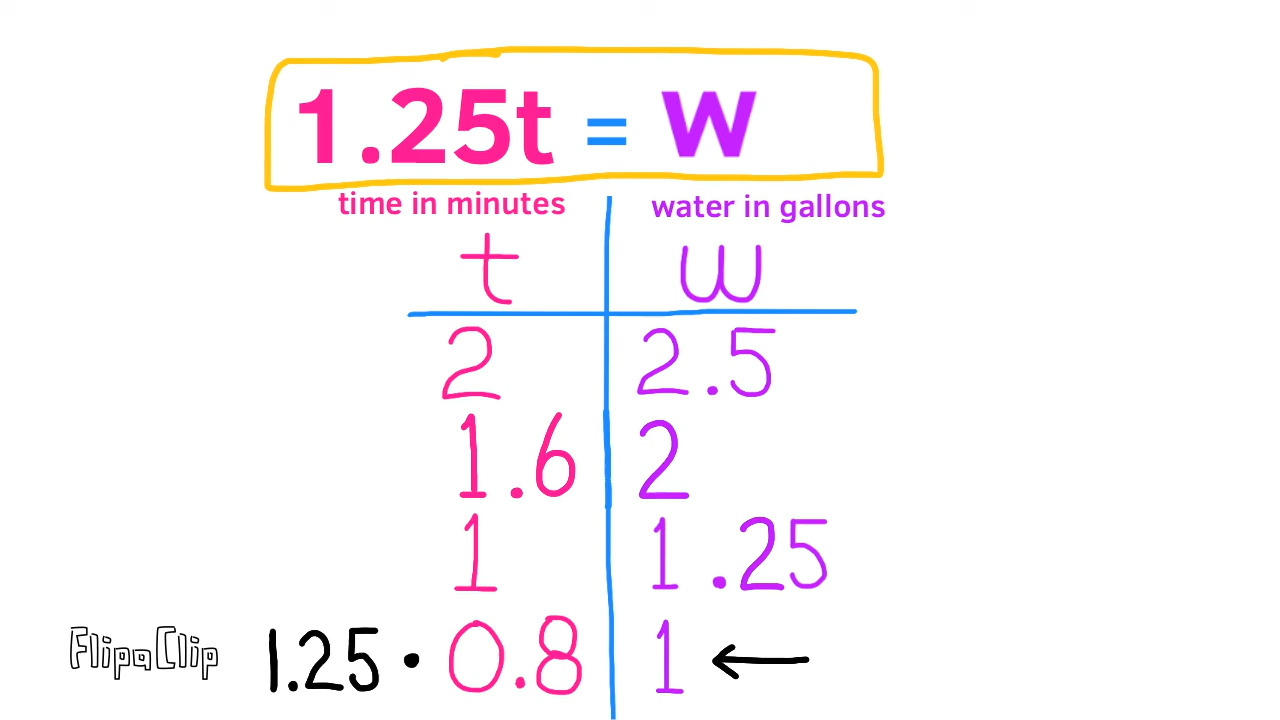 1.25t = w
time in minutes water in gallons
t w
2 2.5
1.6 2
1 1.25
FlipaClip 1.25 • 0.8 1 ←